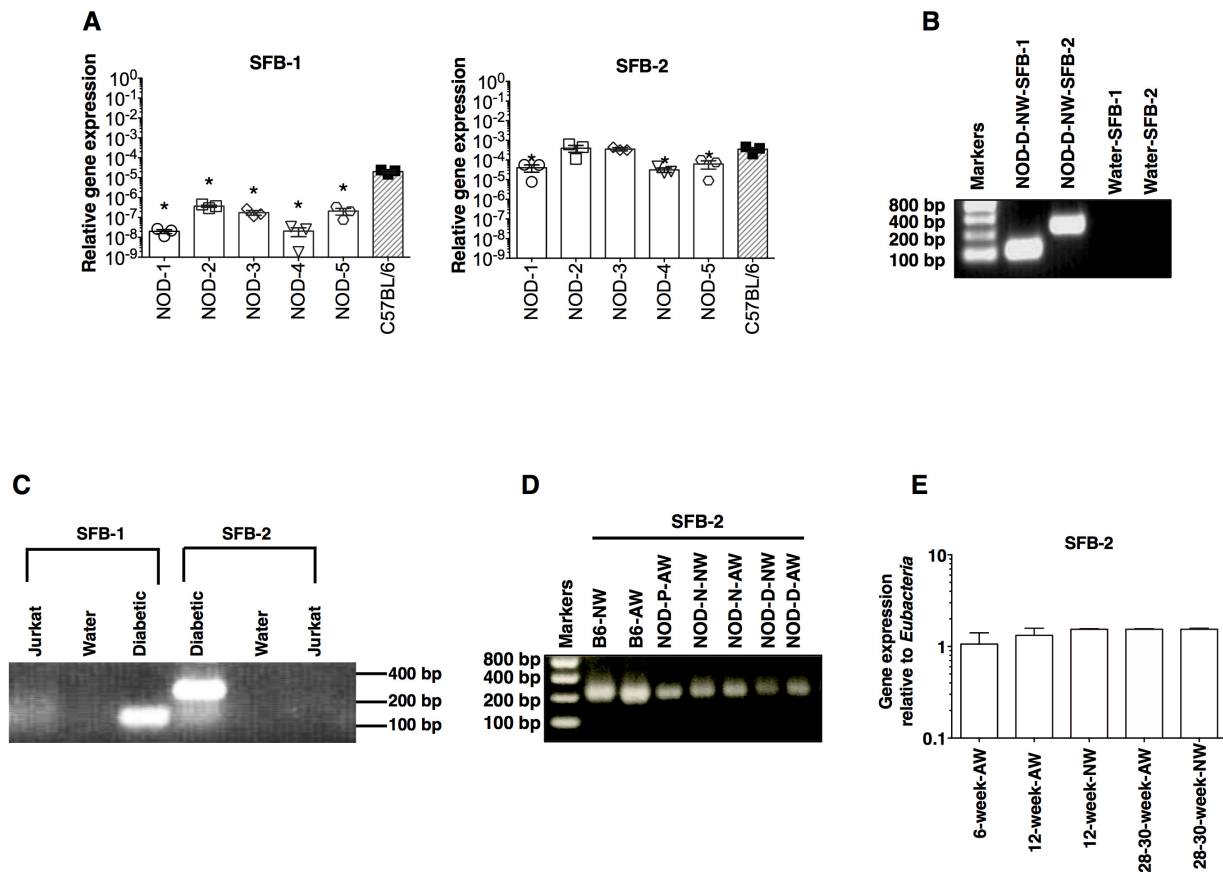 A
SFB-1
Relative gene expression
10^0
10^-1
10^-2
10^-3
10^-4
10^-5
10^-6
10^-7
10^-8
10^-9
* * * * *
NOD-1
NOD-2
NOD-3
NOD-4
NOD-5
C57BL/6
SFB-2
Relative gene expression
10^0
10^-1
10^-2
10^-3
10^-4
10^-5
10^-6
10^-7
10^-8
10^-9
* * *
NOD-1
NOD-2
NOD-3
NOD-4
NOD-5
C57BL/6
B
Markers
NOD-D-NW-SFB-1
NOD-D-NW-SFB-2
Water-SFB-1
Water-SFB-2
800 bp
400 bp
200 bp
100 bp
C
SFB-1
SFB-2
Jurkat
Water
Diabetic
Diabetic
Water
Jurkat
400 bp
200 bp
100 bp
D
SFB-2
Markers
B6-NW
B6-AW
NOD-P-AW
NOD-N-NW
NOD-N-AW
NOD-D-NW
NOD-D-AW
800 bp
400 bp
200 bp
100 bp
E
SFB-2
Gene expression
relative to Eubacteria
10
1
0.1
6-week-AW
12-week-AW
12-week-NW
28-30-week-AW
28-30-week-NW